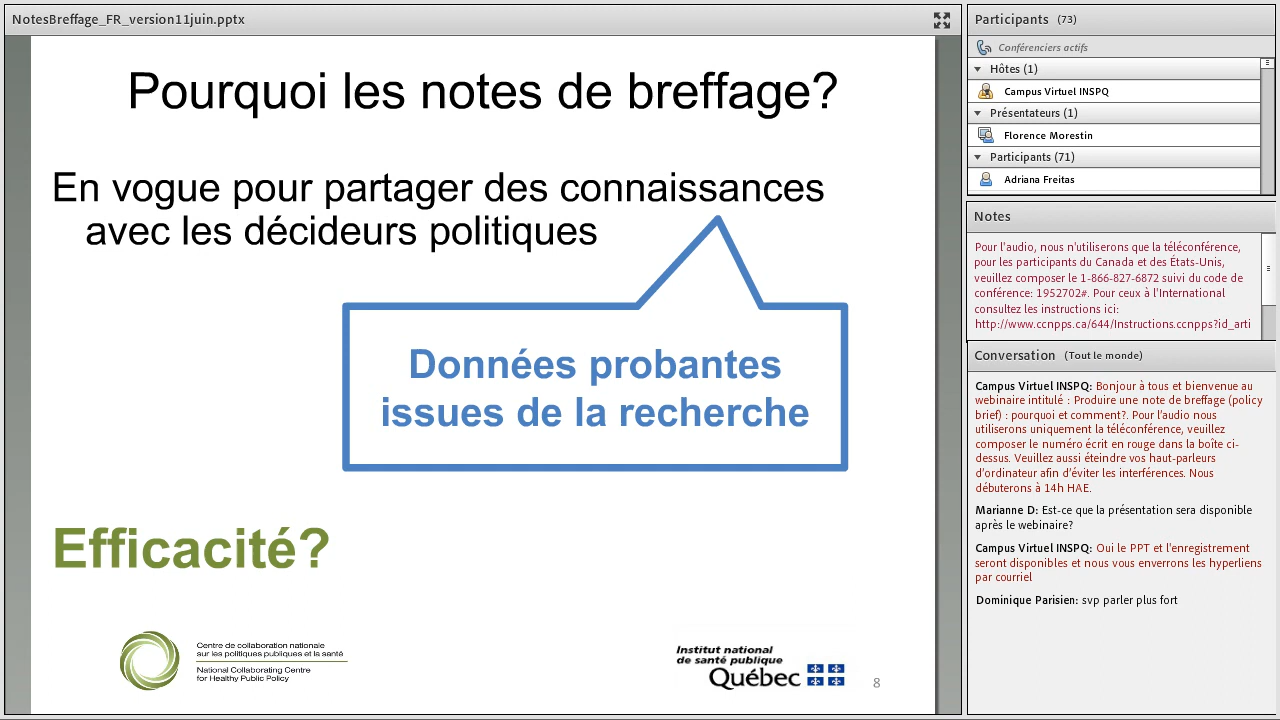 NotesBreffage_FR_version11juin.pptx
Pourquoi les notes de breffage?
En vogue pour partager des connaissances
avec les décideurs politiques
Données probantes
issues de la recherche
Efficacité?
Centre de collaboration nationale
sur les politiques publiques et la santé
National Collaborating Centre
for Healthy Public Policy
Institut national
de santé publique
Québec
8
Participants (73)
Conférenciers actifs
Hôtes (1)
Campus Virtuel INSPQ
Présentateurs (1)
Florence Morestin
Participants (71)
Adriana Freitas
Notes
Pour l'audio, nous n'utiliserons que la téléconférence,
pour les participants du Canada et des États-Unis,
veuillez composer le 1-866-827-6872 suivi du code de
conférence: 1952702#. Pour ceux à l'International
consultez les instructions ici:
http://www.ccnpps.ca/644/Instructions.ccnpps?id_arti
Conversation (Tout le monde)
Campus Virtuel INSPQ: Bonjour à tous et bienvenue au
webinaire intitulé : Produire une note de breffage (policy
brief) : pourquoi et comment?. Pour l'audio nous
utiliserons uniquement la téléconférence, veuillez
composer le numéro écrit en rouge dans la boîte ci-
dessus. Veuillez aussi éteindre vos haut-parleurs
d'ordinateur afin d'éviter les interférences. Nous
débuterons à 14h HAE.
Marianne D: Est-ce que la présentation sera disponible
après le webinaire?
Campus Virtuel INSPQ: Oui le PPT et l'enregistrement
seront disponibles et nous vous enverrons les hyperliens
par courriel
Dominique Parisien: svp parler plus fort